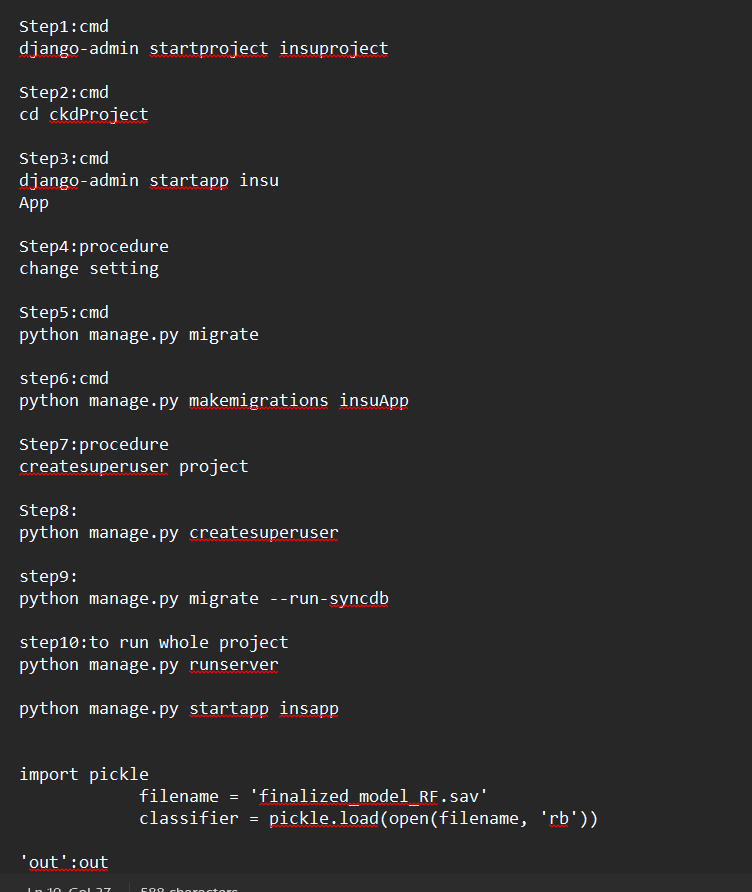 Step1:cmd
django-admin startproject insuproject
Step2:cmd
cd ckdProject
Step3:cmd
django-admin startapp insu
App
Step4:procedure
change setting
Step5:cmd
python manage.py migrate
step6:cmd
python manage.py makemigrations insuApp
Step7:procedure
createsuperuser project
Step8:
python manage.py createsuperuser
step9:
python manage.py migrate --run-syncdb
step10:to run whole project
python manage.py runserver
python manage.py startapp insapp
import pickle
filename = 'finalized_model_RF.sav'
classifier = pickle.load(open(filename, 'rb'))
'out':out
Ln 10, Col 27 588 characters